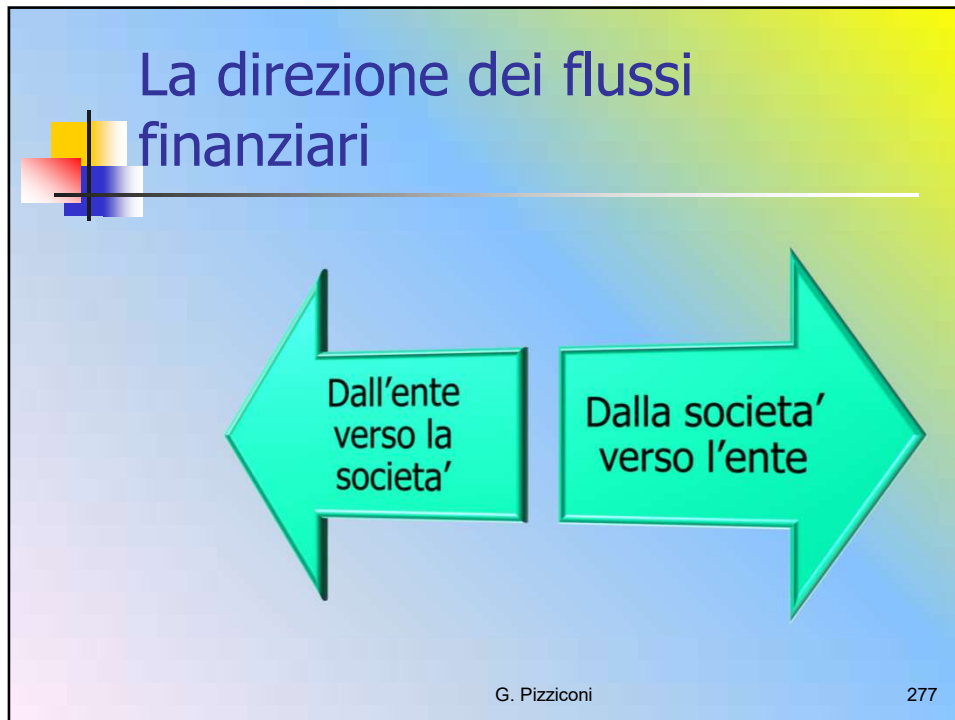 La direzione dei flussi
finanziari
Dall'ente
verso la
societa'
Dalla societa'
verso l'ente
G. Pizziconi
277